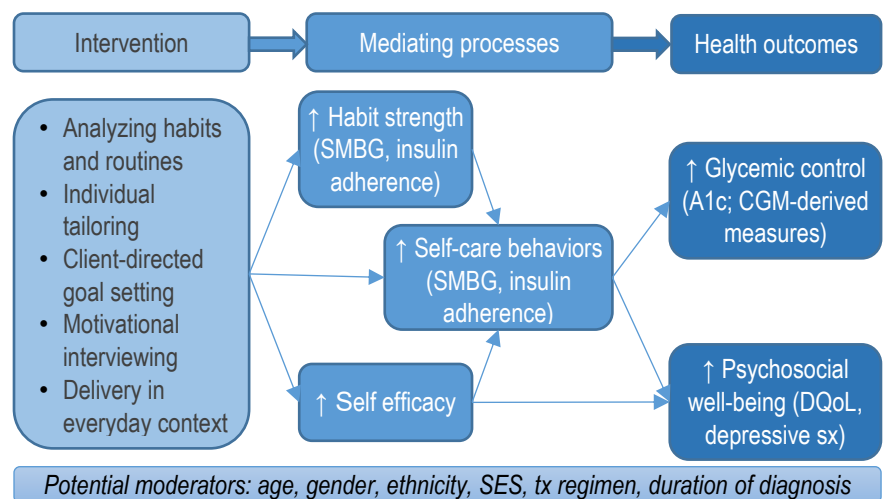 Intervention
Mediating processes
Health outcomes
• Analyzing habits
and routines
• Individual
tailoring
• Client-directed
goal setting
• Motivational
interviewing
• Delivery in
everyday context
↑ Habit strength
(SMBG, insulin
adherence)
↑ Self-care behaviors
(SMBG, insulin
adherence)
↑ Self efficacy
↑ Glycemic control
(A1c; CGM-derived
measures)
↑ Psychosocial
well-being (DQoL,
depressive sx)
Potential moderators: age, gender, ethnicity, SES, tx regimen, duration of diagnosis